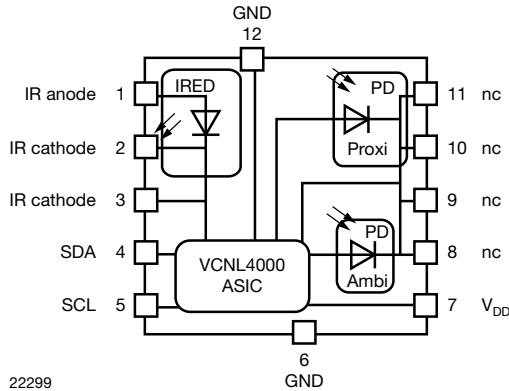 GND
12
IRED
PD
IR anode 1
11 nc
IR cathode 2
Proxi
10 nc
IR cathode 3
9 nc
PD
SDA 4
8 nc
VCNL4000
ASIC
Ambi
SCL 5
7 VDD
6
GND
22299